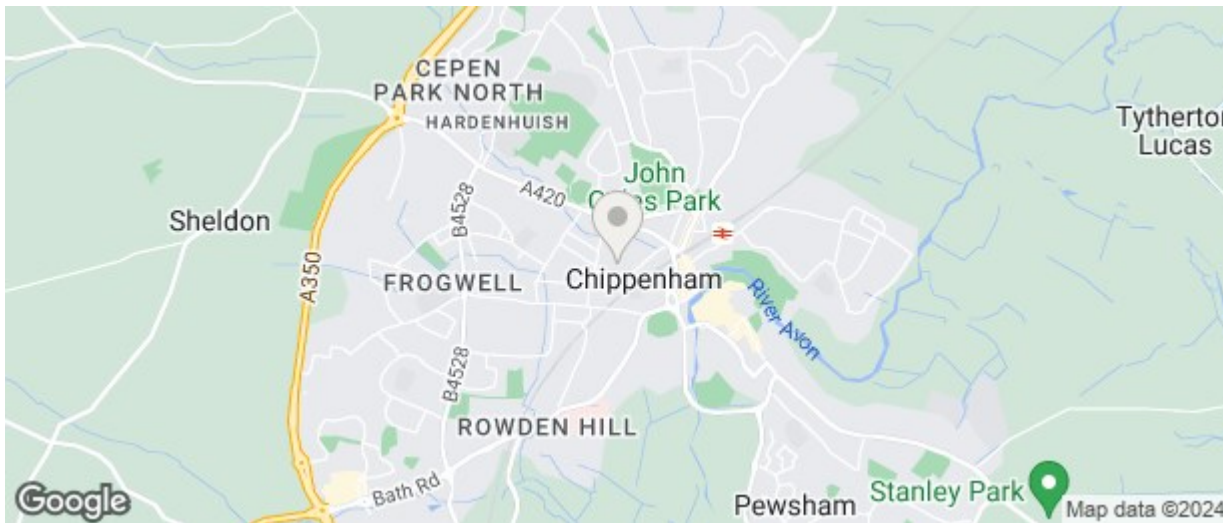 CEPEN
PARK NORTH
HARDENHUISH
Tytherton
Lucas
John
Coles Park
A420
B4528
Sheldon
A350
FROGWELL
Chippenham
River Avon
B4528
ROWDEN HILL
Bath Rd
Pewsham
Stanley Park
Google
Map data ©2024